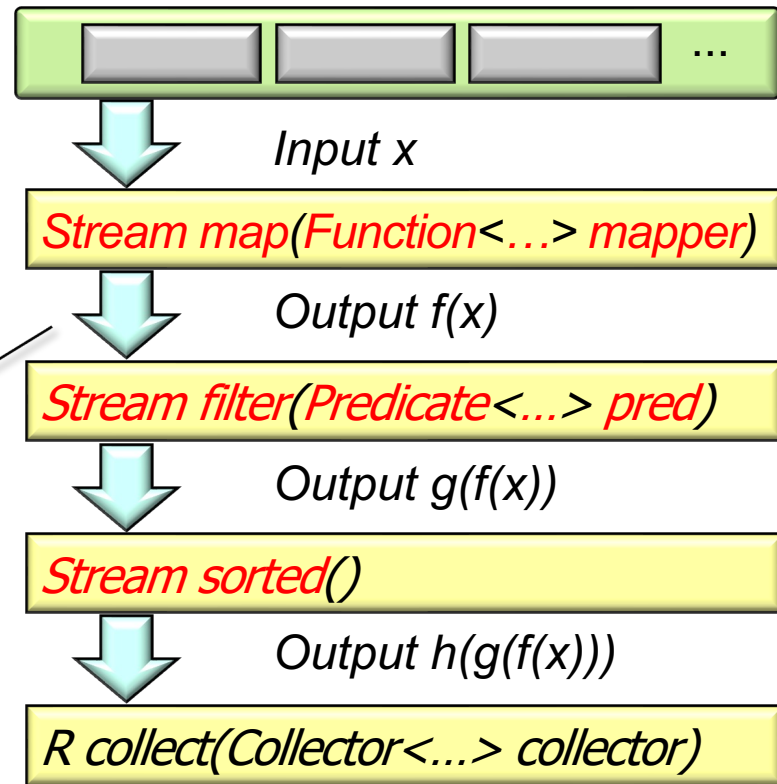 ...
Input x
Stream map(Function<…> mapper)
Output f(x)
Stream filter(Predicate<...> pred)
Output g(f(x))
Stream sorted()
Output h(g(f(x)))
R collect(Collector<...> collector)